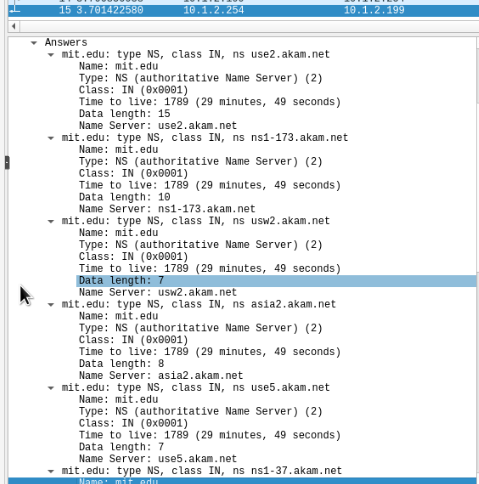 15 3.701422580 10.1.2.254 10.1.2.199
Answers
mit.edu: type NS, class IN, ns use2.akam.net
Name: mit.edu
Type: NS (authoritative Name Server) (2)
Class: IN (0x0001)
Time to live: 1789 (29 minutes, 49 seconds)
Data length: 15
Name Server: use2.akam.net
mit.edu: type NS, class IN, ns ns1-173.akam.net
Name: mit.edu
Type: NS (authoritative Name Server) (2)
Class: IN (0x0001)
Time to live: 1789 (29 minutes, 49 seconds)
Data length: 10
Name Server: ns1-173.akam.net
mit.edu: type NS, class IN, ns usw2.akam.net
Name: mit.edu
Type: NS (authoritative Name Server) (2)
Class: IN (0x0001)
Time to live: 1789 (29 minutes, 49 seconds)
Data length: 7
Name Server: usw2.akam.net
mit.edu: type NS, class IN, ns asia2.akam.net
Name: mit.edu
Type: NS (authoritative Name Server) (2)
Class: IN (0x0001)
Time to live: 1789 (29 minutes, 49 seconds)
Data length: 8
Name Server: asia2.akam.net
mit.edu: type NS, class IN, ns use5.akam.net
Name: mit.edu
Type: NS (authoritative Name Server) (2)
Class: IN (0x0001)
Time to live: 1789 (29 minutes, 49 seconds)
Data length: 7
Name Server: use5.akam.net
mit.edu: type NS, class IN, ns ns1-37.akam.net
Name: mit.edu